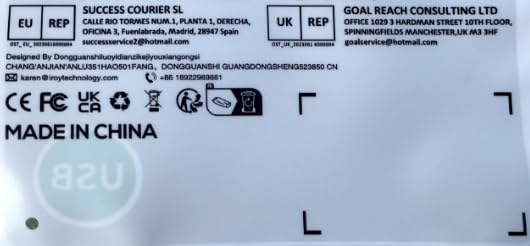 EU REP
SUCCESS COURIER SL
CALLE RIO TORMES NUM.1, PLANTA 1, DERECHA,
OFICINA 3, Fuenlabrada, Madrid, 28947 Spain
successservice2@hotmail.com
UK REP
GOAL REACH CONSULTING LTD
OFFICE 1029 3 HARDMAN STREET 10TH FLOOR,
SPINNINGFIELDS MANCHESTER,UK M3 3HF
goalservice@hotmail.com
Designed By Dongguanshiluoyidianzikejiyouxiangongsi
CHANG'ANJIAN'ANLU351HAO501FANG, DONGGUANSHI GUANGDONGSHENG523850 CN
karen@iroytechnology.com +86 18922989881
CE FC UK CA
MADE IN CHINA
USB